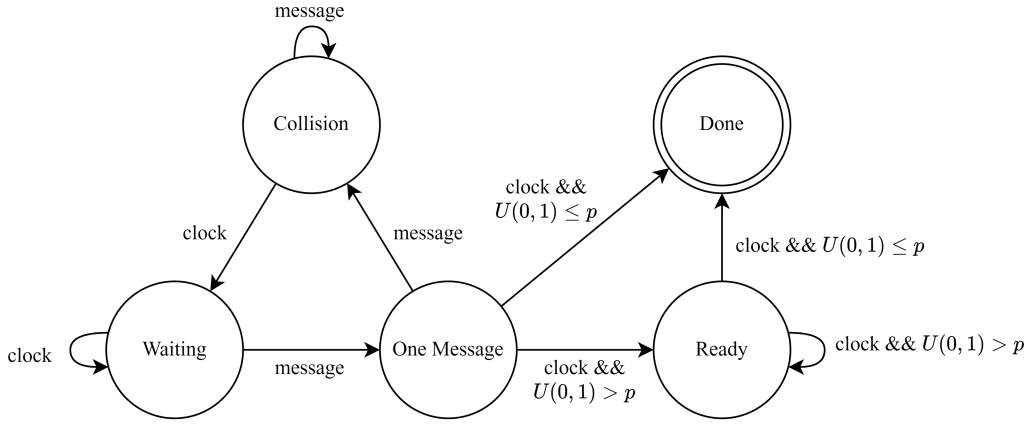 message
Collision
Done
clock &&
U(0,1) ≤ p
clock
message
clock && U(0,1) ≤ p
clock
Waiting
message
One Message
clock &&
U(0,1) > p
Ready
clock && U(0,1) > p